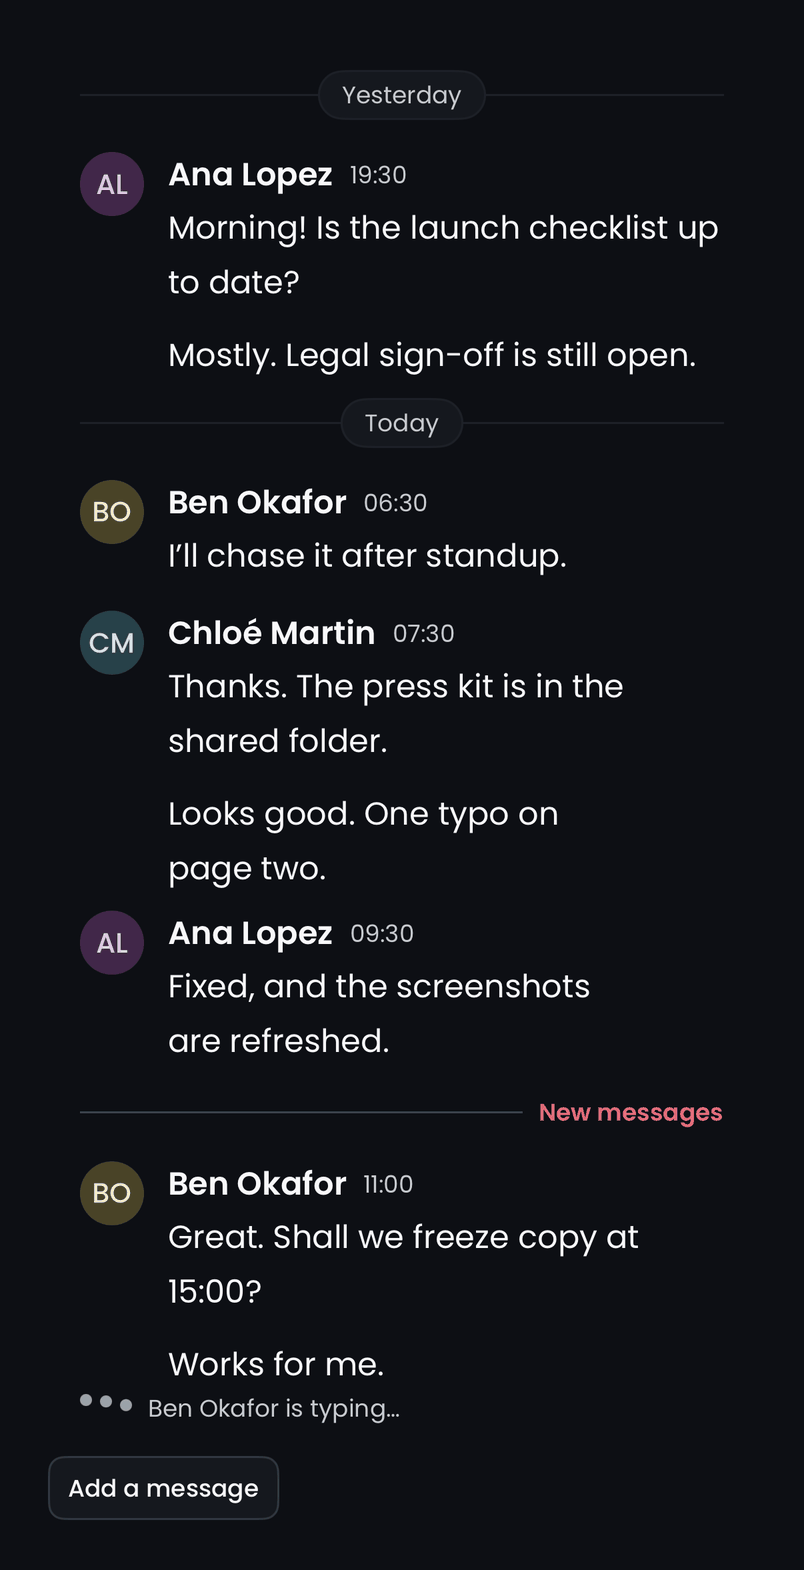 Yesterday
AL
Ana Lopez 19:30
Morning! Is the launch checklist up
to date?
Mostly. Legal sign-off is still open.
Today
BO
Ben Okafor 06:30
I’ll chase it after standup.
CM
Chloé Martin 07:30
Thanks. The press kit is in the
shared folder.
Looks good. One typo on
page two.
AL
Ana Lopez 09:30
Fixed, and the screenshots
are refreshed.
New messages
BO
Ben Okafor 11:00
Great. Shall we freeze copy at
15:00?
Works for me.
Ben Okafor is typing…
Add a message